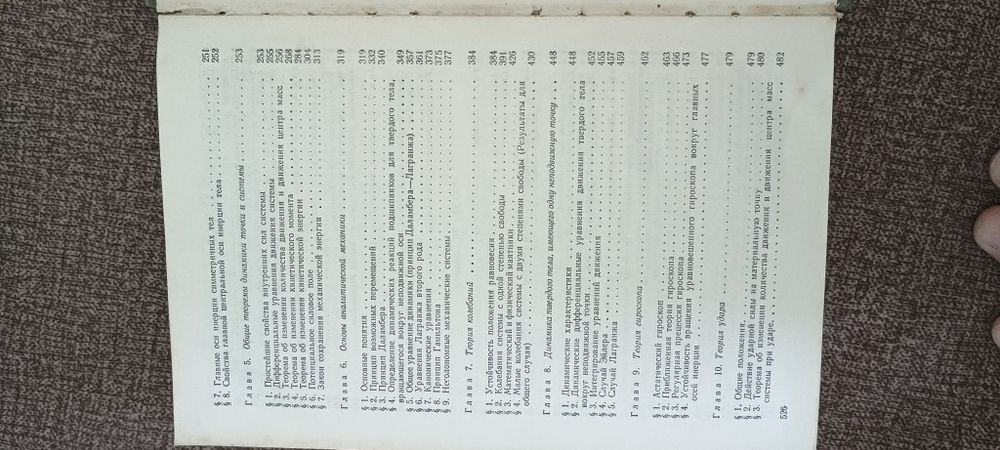 § 7. Главные оси инерции симметричных тел 251
§ 8. Свойства главной центральной оси инерции тела 252
Глава 5. Общие теоремы динамики точки и системы 253
§ 1. Простейшие свойства внутренних сил системы 253
§ 2. Дифференциальные уравнения движения системы 255
§ 3. Теорема об изменении количества движения и движении центра масс 256
§ 4. Теорема об изменении кинетического момента 268
§ 5. Теорема об изменении кинетической энергии 284
§ 6. Потенциальное силовое поле 304
§ 7. Закон сохранения механической энергии 313
Глава 6. Основы аналитической механики 319
§ 1. Основные понятия 319
§ 2. Принцип возможных перемещений 332
§ 3. Принцип Даламбера 340
§ 4. Определение динамических реакций подшипников для твердого тела,
вращающегося вокруг неподвижной оси 349
§ 5. Общее уравнение динамики (принцип Даламбера—Лагранжа) 357
§ 6. Уравнения Лагранжа второго рода 361
§ 7. Канонические уравнения 373
§ 8. Принцип Гамильтона 375
§ 9. Неголономные механические системы 377
Глава 7. Теория колебаний 384
§ 1. Устойчивость положения равновесия 384
§ 2. Колебания системы с одной степенью свободы 391
§ 3. Математический и физический маятники 426
§ 4. Малые колебания системы с двумя степенями свободы (Результаты для
общего случая) 430
Глава 8. Динамика твердого тела, имеющего одну неподвижную точку 448
§ 1. Динамические характеристики 448
§ 2. Динамические дифференциальные уравнения движения твердого тела
вокруг неподвижной точки 452
§ 3. Интегрирование уравнений движения 455
§ 4. Случай Эйлера 457
§ 5. Случай Лагранжа 459
Глава 9. Теория гироскопа 462
§ 1. Астатический гироскоп 463
§ 2. Приближенная теория гироскопа 466
§ 3. Регулярная прецессия гироскопа 473
§ 4. Устойчивость вращения уравновешенного гироскопа вокруг главных
осей инерции 477
Глава 10. Теория удара 479
§ 1. Общие положения 479
§ 2. Действие ударной силы на материальную точку 480
§ 3. Теорема об изменении количества движения и движении центра масс
системы при ударе 482
526